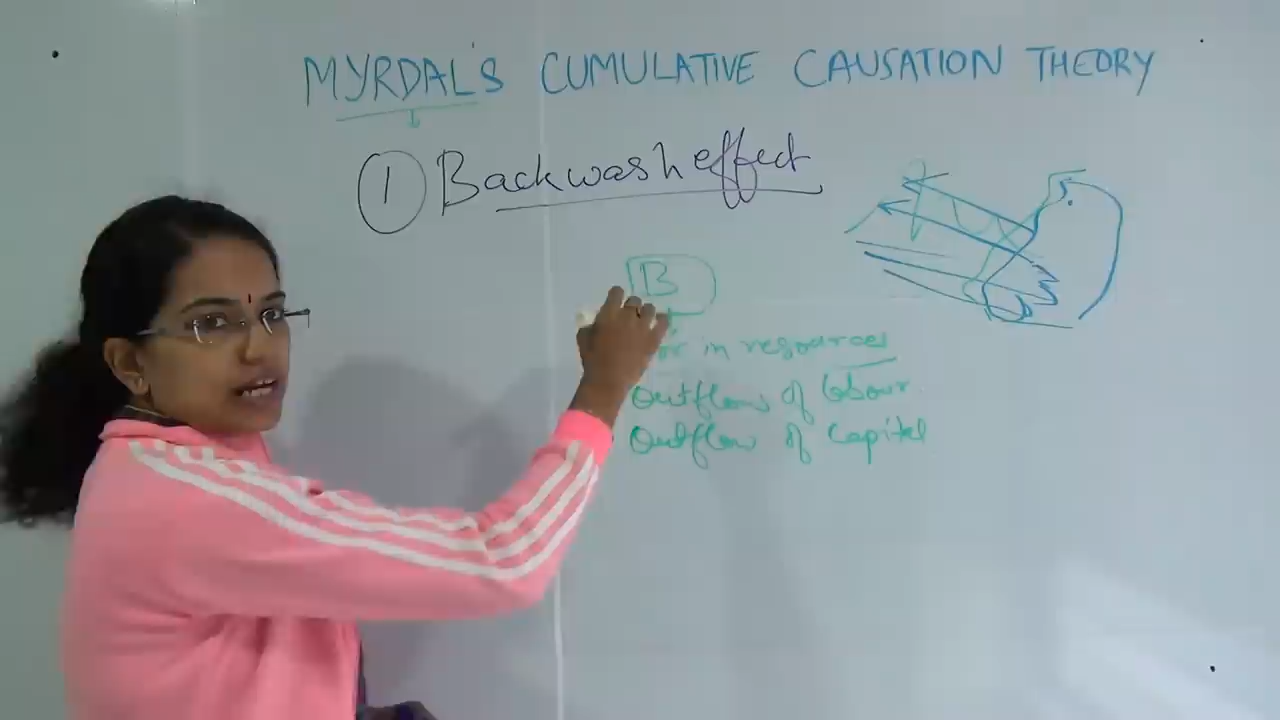 MYRDAL'S CUMULATIVE CAUSATION THEORY
1 Backwash effect
B
in resources
Outflow of labour
Outflow of Capital